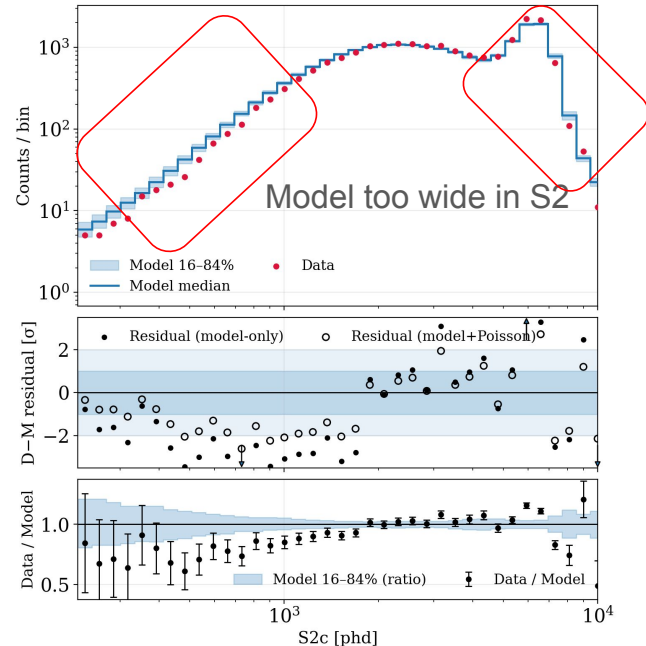 10³
10²
10¹
10⁰
Counts / bin
Model too wide in S2
Model 16–84%
Data
Model median
Residual (model-only)
Residual (model+Poisson)
2
0
−2
D−M residual [σ]
1.0
0.5
Data / Model
Model 16–84% (ratio)
Data / Model
10³
10⁴
S2c [phd]